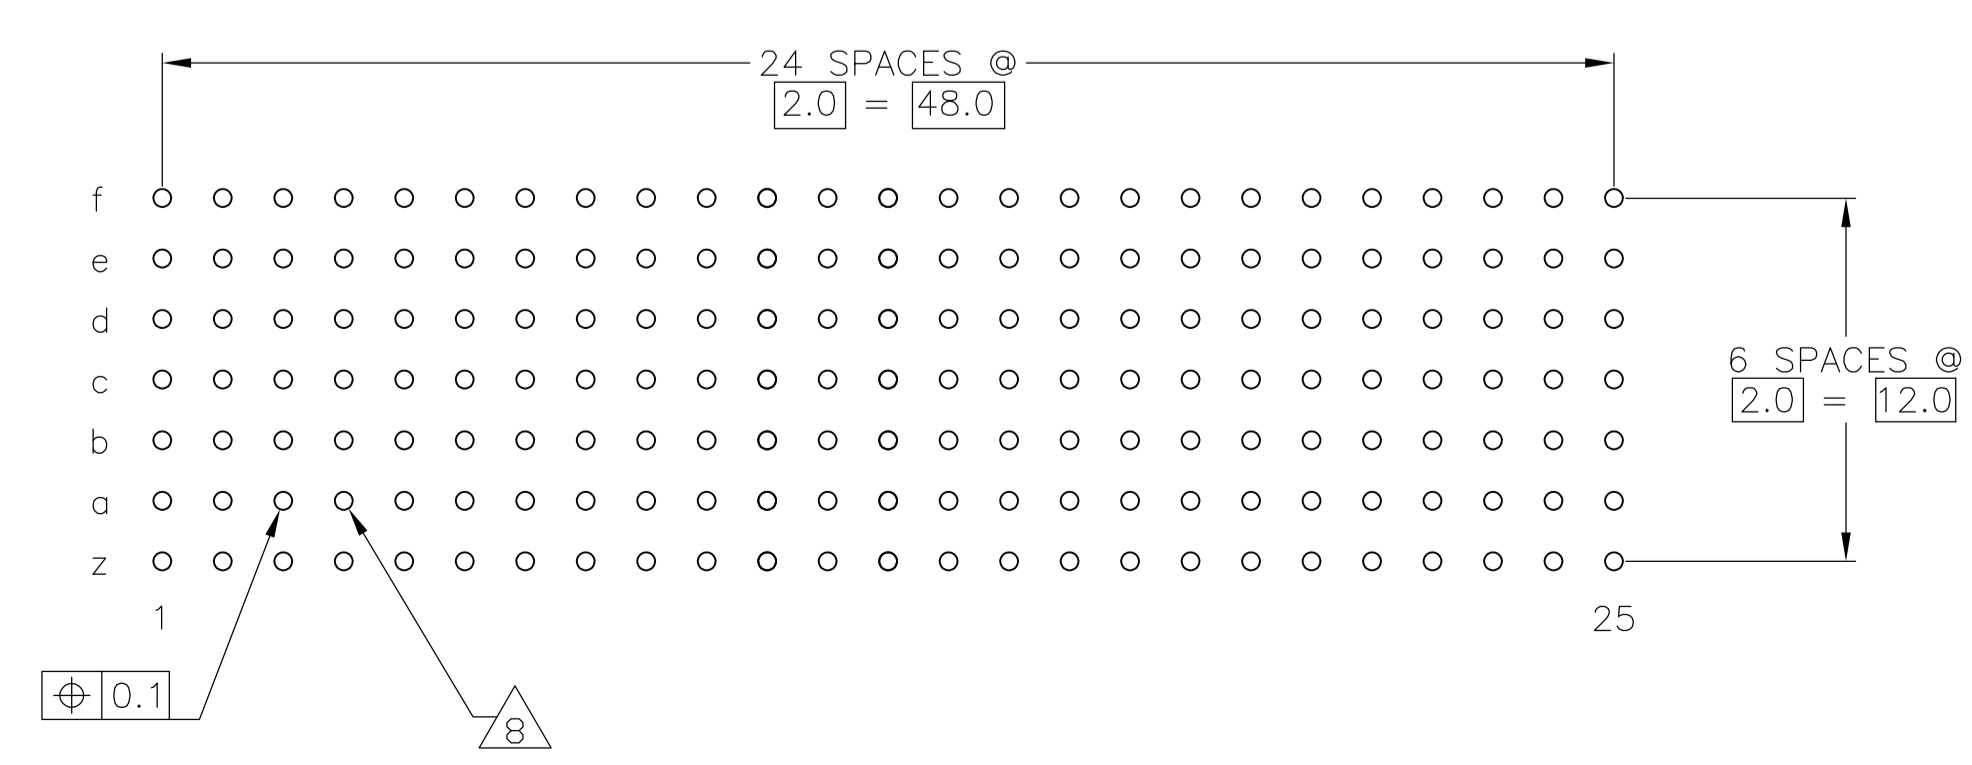 24 SPACES @
2.0 = 48.0
f
e
d
c
b
a
z
6 SPACES @
2.0 = 12.0
1
25
⌖ 0.1
8